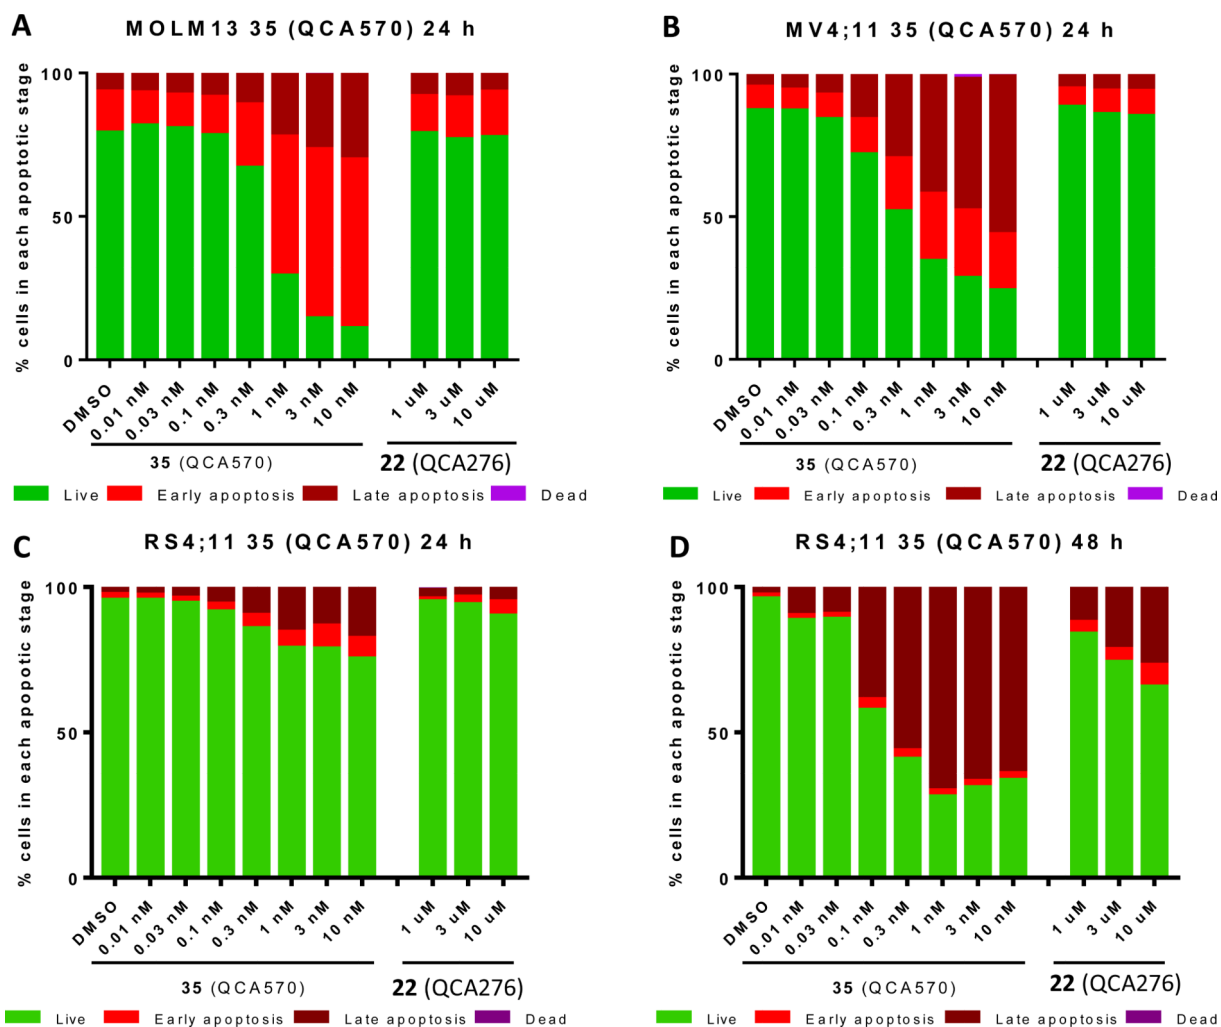 A
MOLM13 35 (QCA570) 24 h
% cells in each apoptotic stage
100
50
0
DMSO
0.01 nM
0.03 nM
0.1 nM
0.3 nM
1 nM
3 nM
10 nM
1 uM
3 uM
10 uM
35 (QCA570)
22 (QCA276)
Live
Early apoptosis
Late apoptosis
Dead
B
MV4;11 35 (QCA570) 24 h
% cells in each apoptotic stage
100
50
0
DMSO
0.01 nM
0.03 nM
0.1 nM
0.3 nM
1 nM
3 nM
10 nM
1 uM
3 uM
10 uM
35 (QCA570)
22 (QCA276)
Live
Early apoptosis
Late apoptosis
Dead
C
RS4;11 35 (QCA570) 24 h
% cells in each apoptotic stage
100
50
0
DMSO
0.01 nM
0.03 nM
0.1 nM
0.3 nM
1 nM
3 nM
10 nM
1 uM
3 uM
10 uM
35 (QCA570)
22 (QCA276)
Live
Early apoptosis
Late apoptosis
Dead
D
RS4;11 35 (QCA570) 48 h
% cells in each apoptotic stage
100
50
0
DMSO
0.01 nM
0.03 nM
0.1 nM
0.3 nM
1 nM
3 nM
10 nM
1 uM
3 uM
10 uM
35 (QCA570)
22 (QCA276)
Live
Early apoptosis
Late apoptosis
Dead